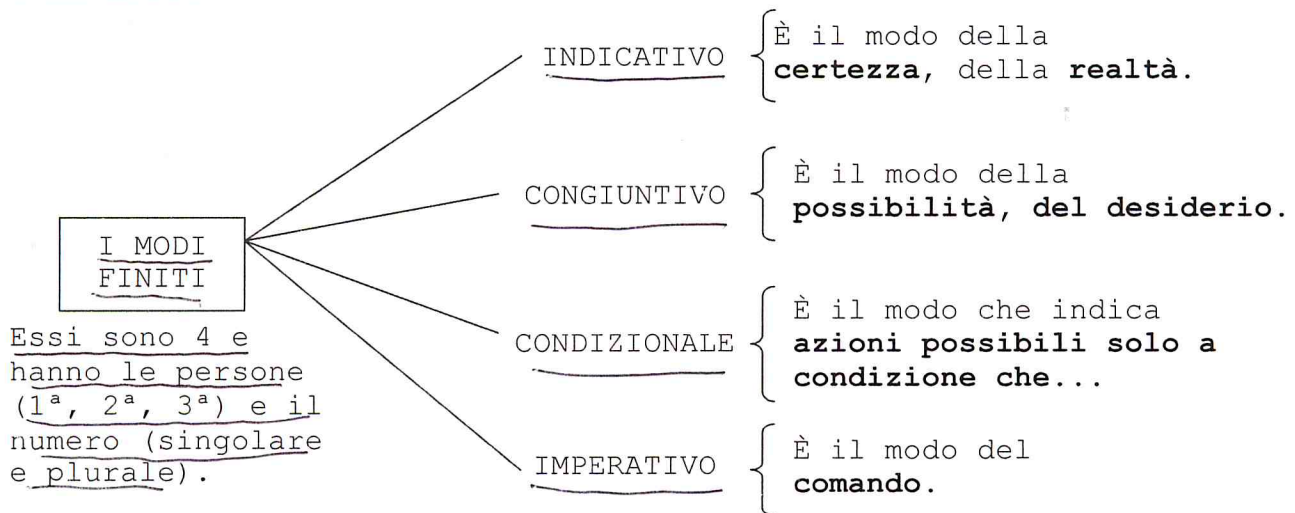 INDICATIVO
È il modo della
certezza, della realtà.
CONGIUNTIVO
È il modo della
possibilità, del desiderio.
I MODI
FINITI
Essi sono 4 e
hanno le persone
(1ª, 2ª, 3ª) e il
numero (singolare
e plurale).
CONDIZIONALE
È il modo che indica
azioni possibili solo a
condizione che...
IMPERATIVO
È il modo del
comando.